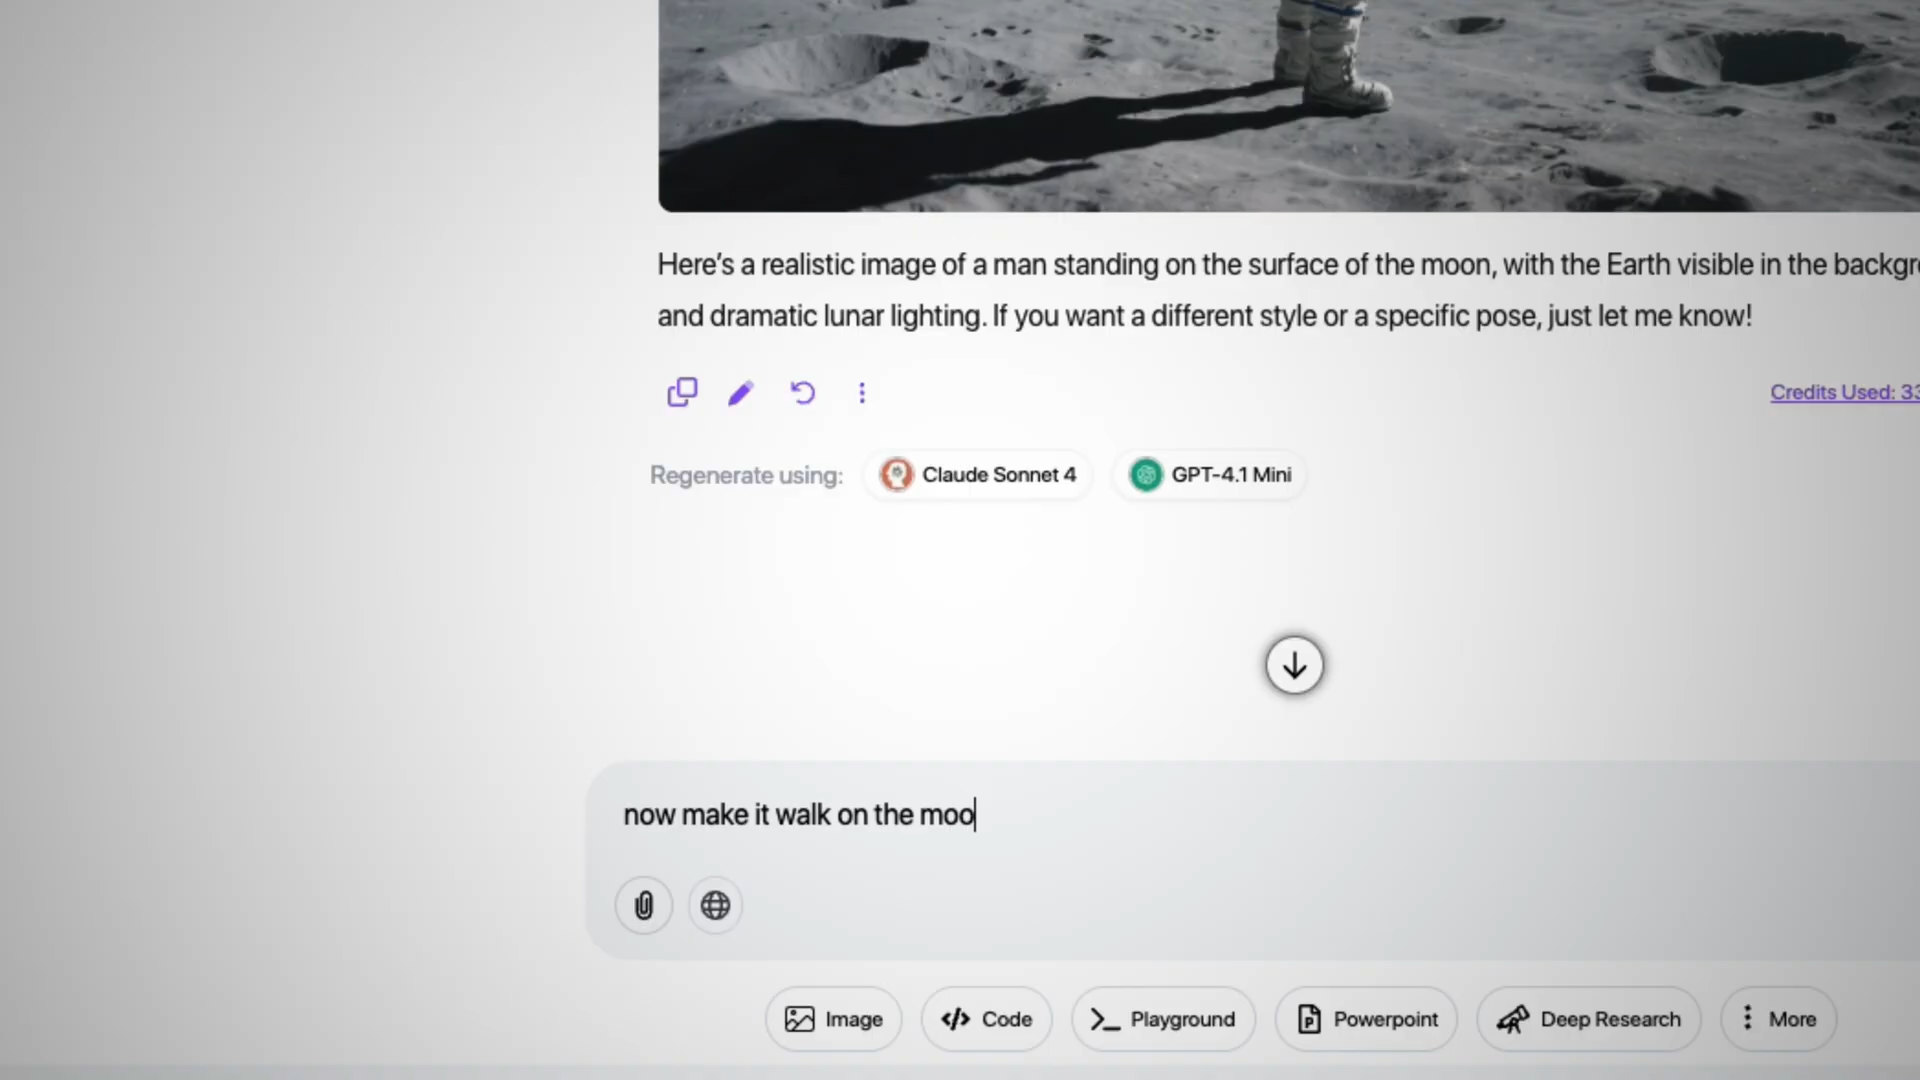 Here's a realistic image of a man standing on the surface of the moon, with the Earth visible in the
and dramatic lunar lighting. If you want a different style or a specific pose, just let me know!
Credits Used:
Regenerate using:
Claude Sonnet 4
GPT-4.1 Mini
now make it walk on the moo
Image
Code
Playground
Powerpoint
Deep Research
More